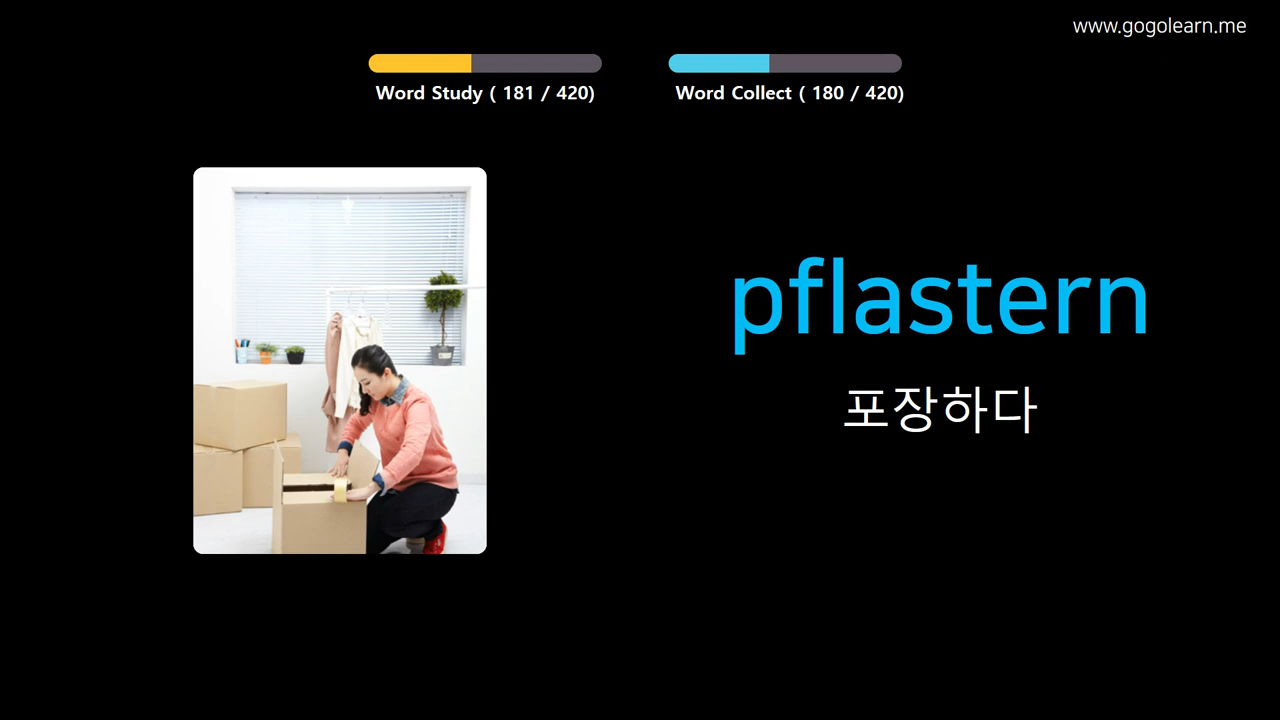 www.gogolearn.me
Word Study ( 181 / 420)
Word Collect ( 180 / 420)
pflastern
포장하다